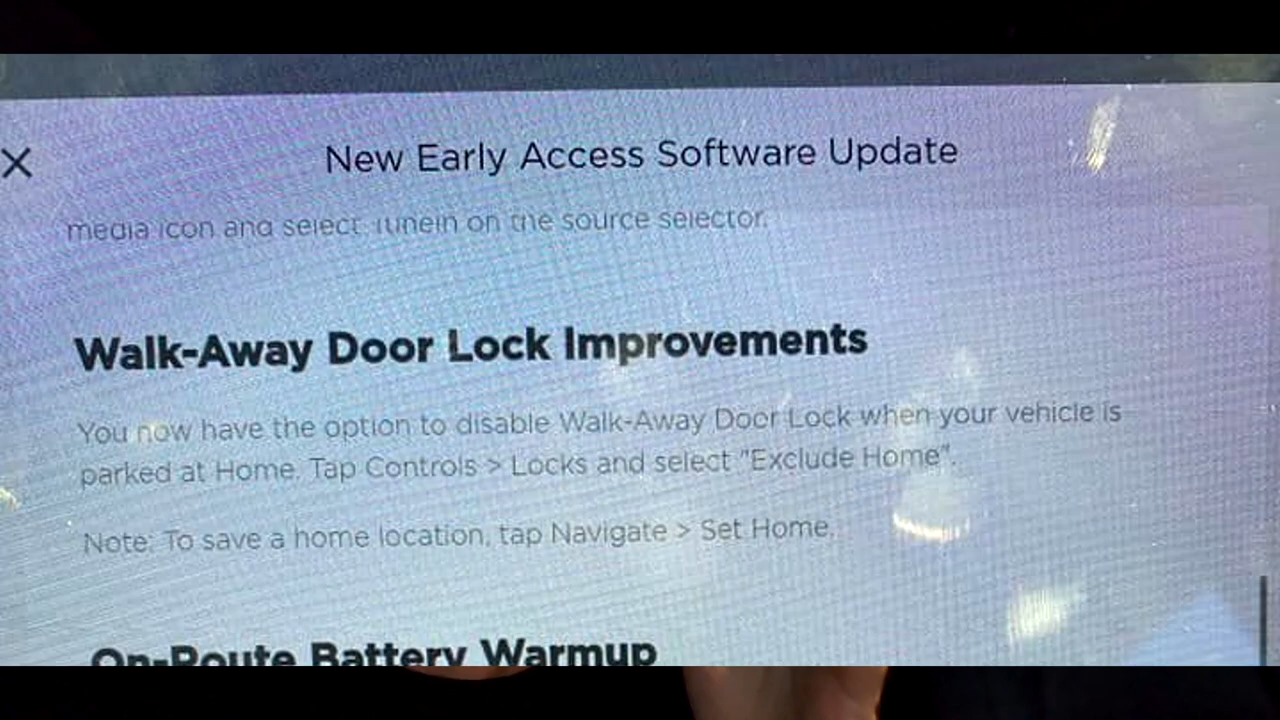 New Early Access Software Update
media icon and select TuneIn on the source selector.
Walk-Away Door Lock Improvements
You now have the option to disable Walk-Away Door Lock when your vehicle is
parked at Home. Tap Controls > Locks and select "Exclude Home".
Note: To save a home location, tap Navigate > Set Home.
On-Route Battery Warmup